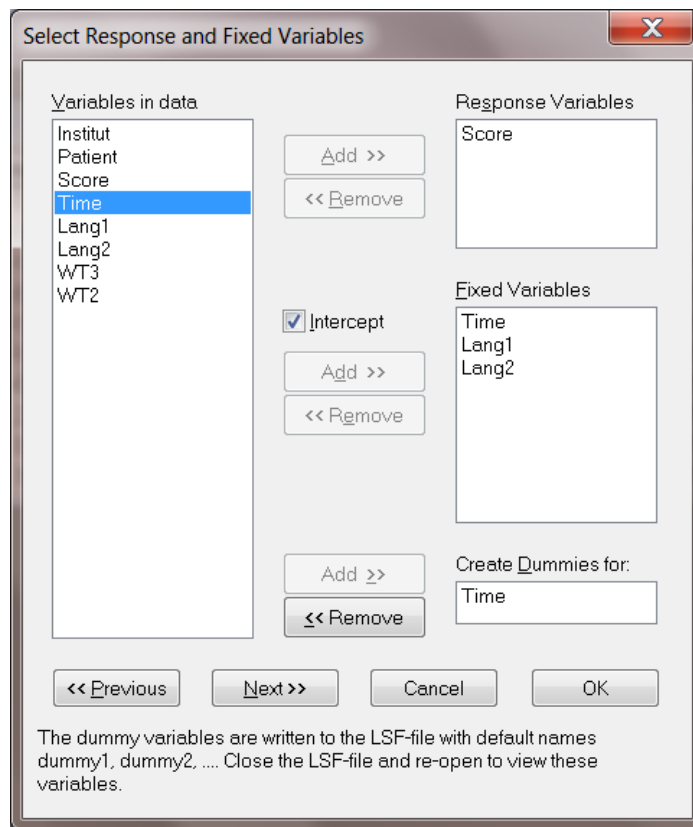 Select Response and Fixed Variables
X
Variables in data
Institut
Patient
Score
Time
Lang1
Lang2
WT3
WT2
Add >>
<< Remove
Response Variables
Score
Intercept
Add >>
<< Remove
Fixed Variables
Time
Lang1
Lang2
Add >>
<< Remove
Create Dummies for:
Time
<< Previous
Next >>
Cancel
OK
The dummy variables are written to the LSF-file with default names
dummy1, dummy2, .... Close the LSF-file and re-open to view these
variables.